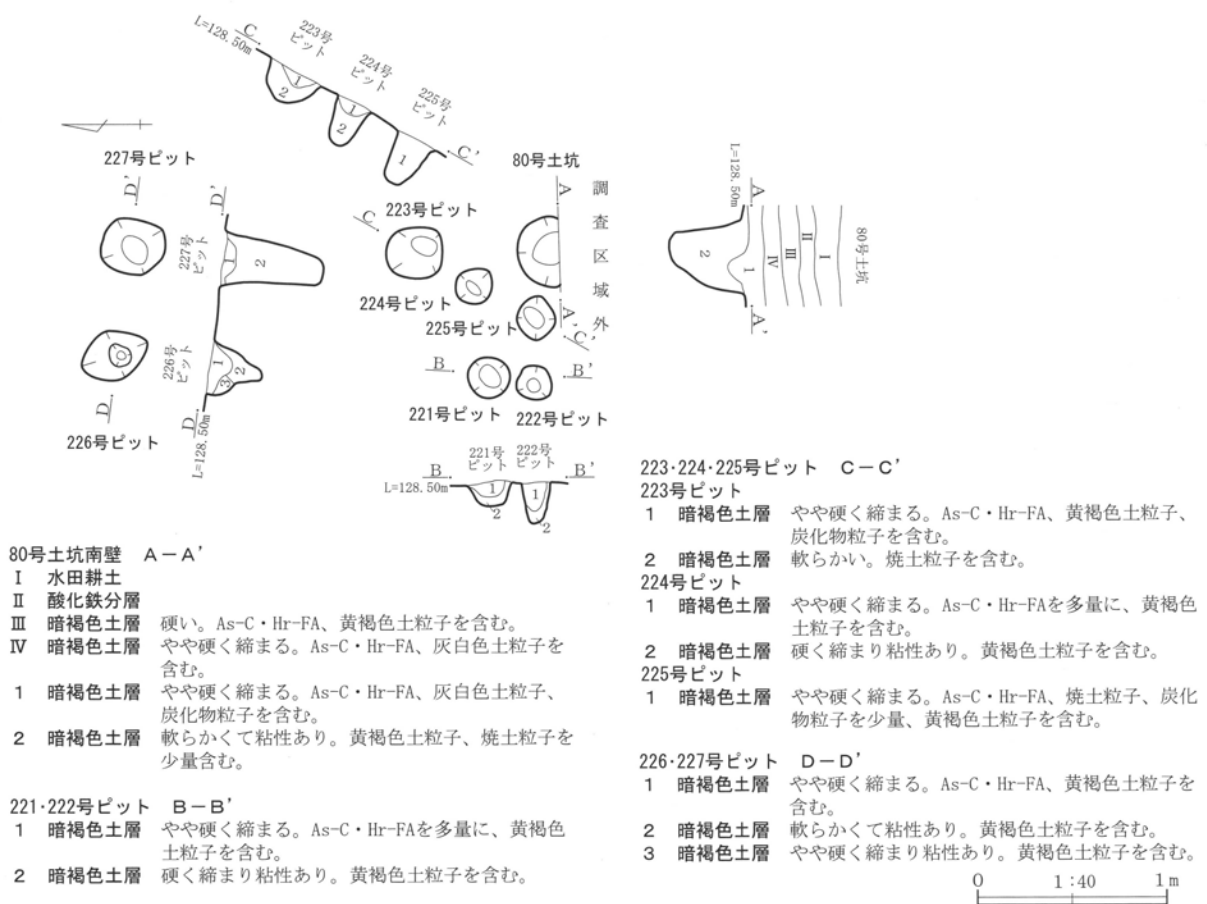 L=128.50m
C
223号
ピット
224号
ピット
225号
ピット
1
2
1
2
1
C'
227号ピット
D'
D'
227号
ピット
1
2
226号
ピット
1
2
3
D
D
L=128.50m
226号ピット
80号土坑
A
調査区域外
C
223号ピット
224号ピット
225号ピット
A'
C'
B
B'
221号ピット
222号ピット
221号
ピット
222号
ピット
B
B'
L=128.50m
1
1
2
2
L=128.50m
A
2
1
Ⅳ
Ⅲ
Ⅱ
Ⅰ
80号土坑
A'
80号土坑南壁 A-A'
Ⅰ 水田耕土
Ⅱ 酸化鉄分層
Ⅲ 暗褐色土層 硬い。As-C・Hr-FA、黄褐色土粒子を含む。
Ⅳ 暗褐色土層 やや硬く締まる。As-C・Hr-FA、灰白色土粒子を
含む。
1 暗褐色土層 やや硬く締まる。As-C・Hr-FA、灰白色土粒子、
炭化物粒子を含む。
2 暗褐色土層 軟らかくて粘性あり。黄褐色土粒子、焼土粒子を
少量含む。
221・222号ピット B-B'
1 暗褐色土層 やや硬く締まる。As-C・Hr-FAを多量に、黄褐色
土粒子を含む。
2 暗褐色土層 硬く締まり粘性あり。黄褐色土粒子を含む。
223・224・225号ピット C-C'
223号ピット
1 暗褐色土層 やや硬く締まる。As-C・Hr-FA、黄褐色土粒子、
炭化物粒子を含む。
2 暗褐色土層 軟らかい。焼土粒子を含む。
224号ピット
1 暗褐色土層 やや硬く締まる。As-C・Hr-FAを多量に、黄褐色
土粒子を含む。
2 暗褐色土層 硬く締まり粘性あり。黄褐色土粒子を含む。
225号ピット
1 暗褐色土層 やや硬く締まる。As-C・Hr-FA、焼土粒子、炭化
物粒子を少量、黄褐色土粒子を含む。
226・227号ピット D-D'
1 暗褐色土層 やや硬く締まる。As-C・Hr-FA、黄褐色土粒子を
含む。
2 暗褐色土層 軟らかくて粘性あり。黄褐色土粒子を含む。
3 暗褐色土層 やや硬く締まり粘性あり。黄褐色土粒子を含む。
0 1:40 1m